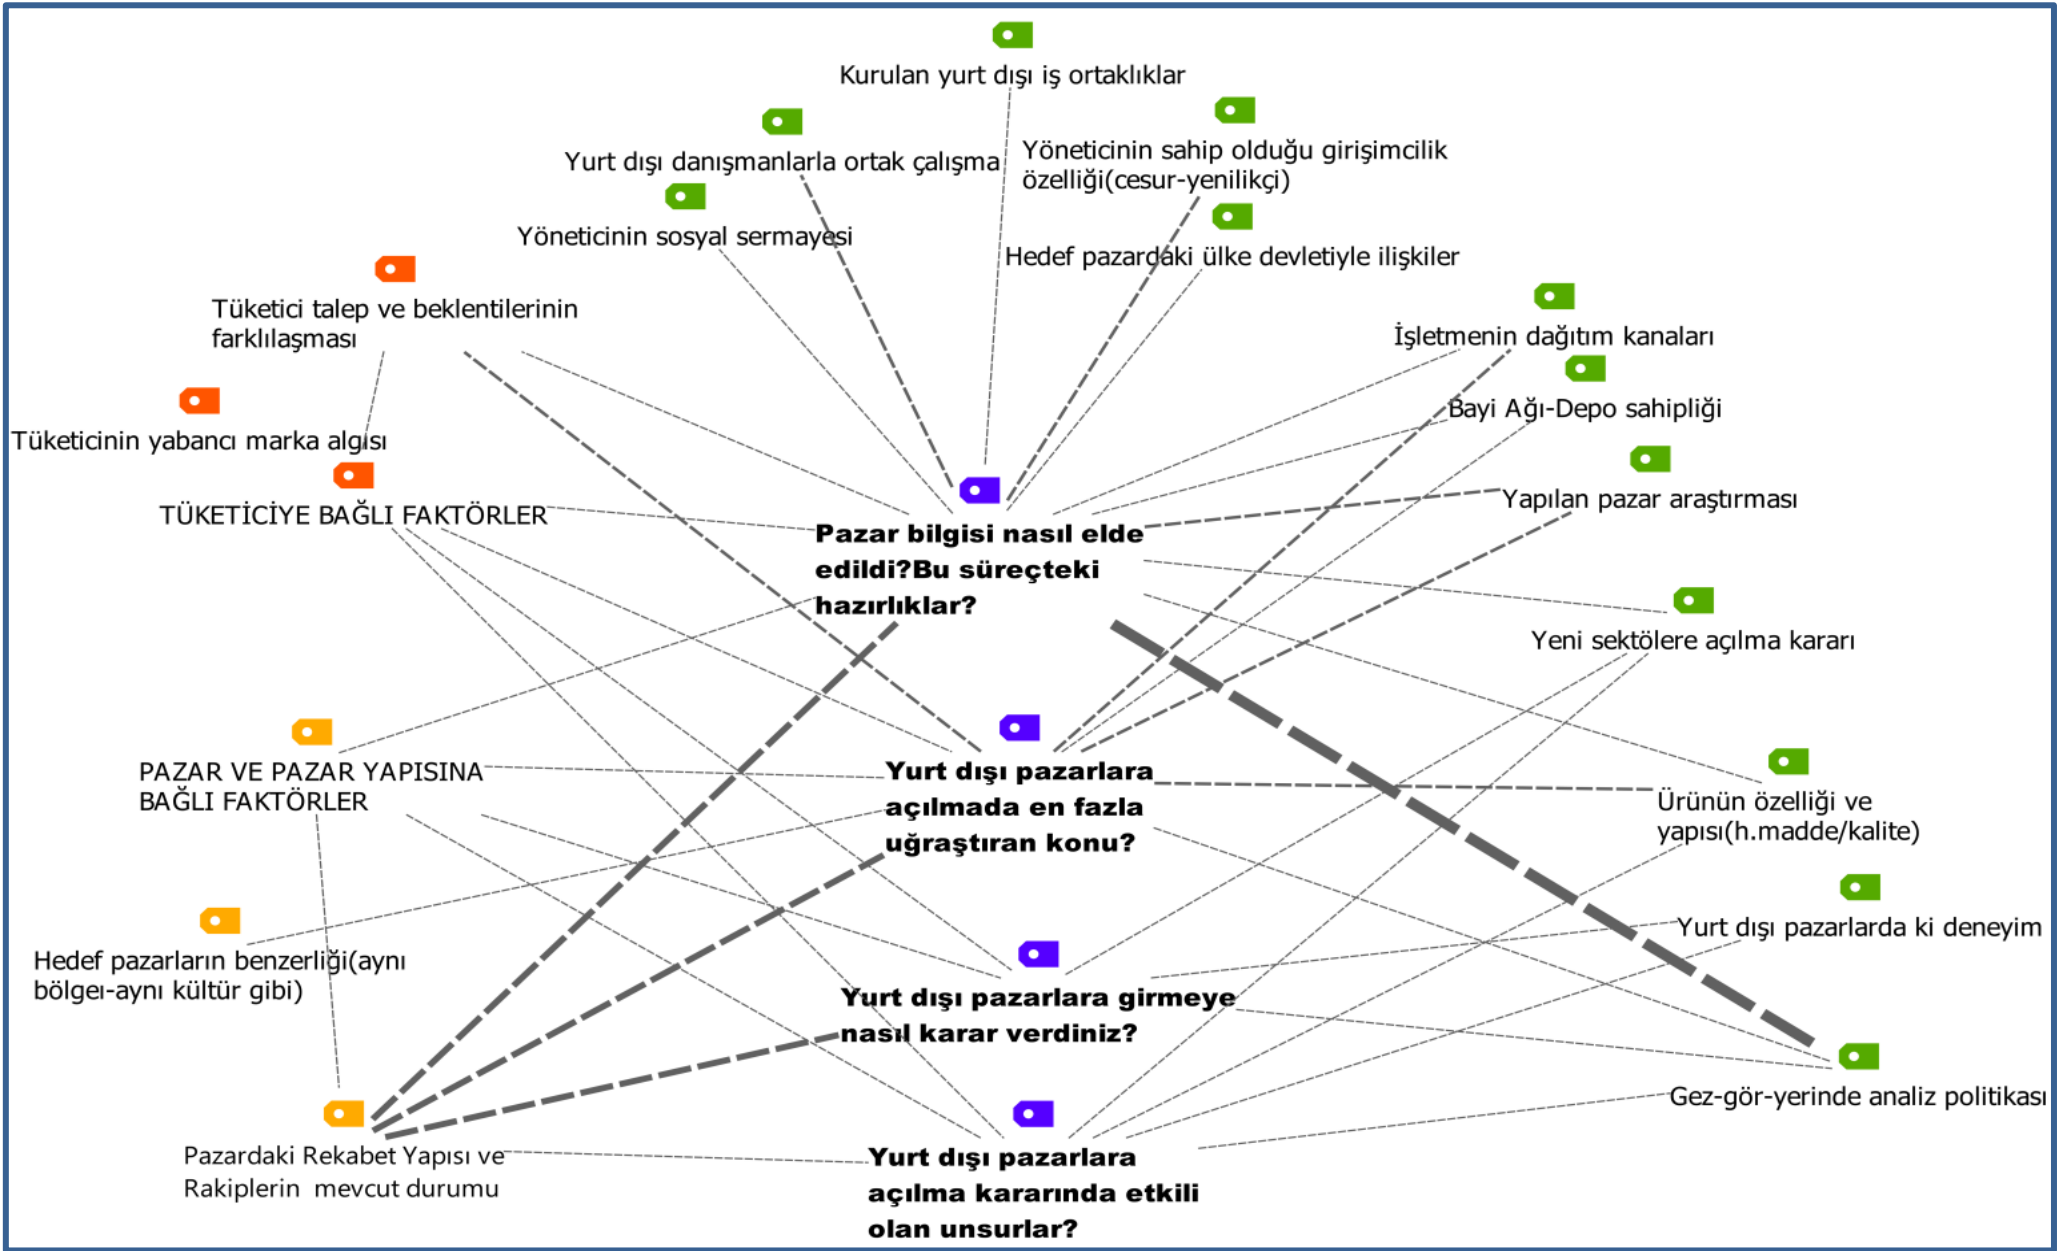 Kurulan yurt dışı iş ortaklıklar
Yurt dışı danışmanlarla ortak çalışma
Yöneticinin sahip olduğu girişimcilik
özelliği(cesur-yenilikçi)
Yöneticinin sosyal sermayesi
Hedef pazardaki ülke devletiyle ilişkiler
Tüketici talep ve beklentilerinin
farklılaşması
İşletmenin dağıtım kanaları
Bayi Ağı-Depo sahipliği
Tüketicinin yabancı marka algısı
Yapılan pazar araştırması
TÜKETİCİYE BAĞLI FAKTÖRLER
Pazar bilgisi nasıl elde
edildi?Bu süreçteki
hazırlıklar?
Yeni sektölere açılma kararı
PAZAR VE PAZAR YAPISINA
BAĞLI FAKTÖRLER
Yurt dışı pazarlara
açılmada en fazla
uğraştıran konu?
Ürünün özelliği ve
yapısı(h.madde/kalite)
Yurt dışı pazarlarda ki deneyim
Hedef pazarların benzerliği(aynı
bölgeı-aynı kültür gibi)
Yurt dışı pazarlara girmeye
nasıl karar verdiniz?
Gez-gör-yerinde analiz politikası
Pazardaki Rekabet Yapısı ve
Rakiplerin mevcut durumu
Yurt dışı pazarlara
açılma kararında etkili
olan unsurlar?